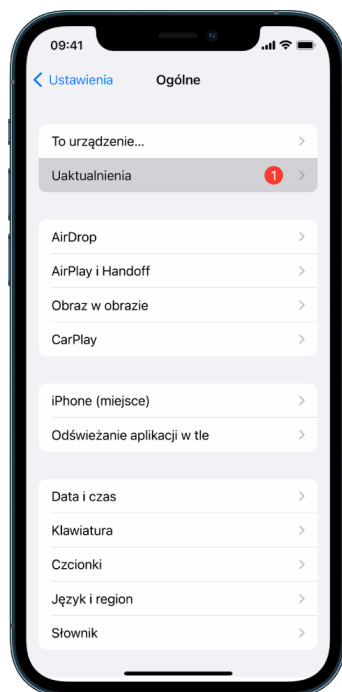 09:41
Ustawienia
Ogólne
To urządzenie...
Uaktualnienia
1
AirDrop
AirPlay i Handoff
Obraz w obrazie
CarPlay
iPhone (miejsce)
Odświeżanie aplikacji w tle
Data i czas
Klawiatura
Czcionki
Język i region
Słownik